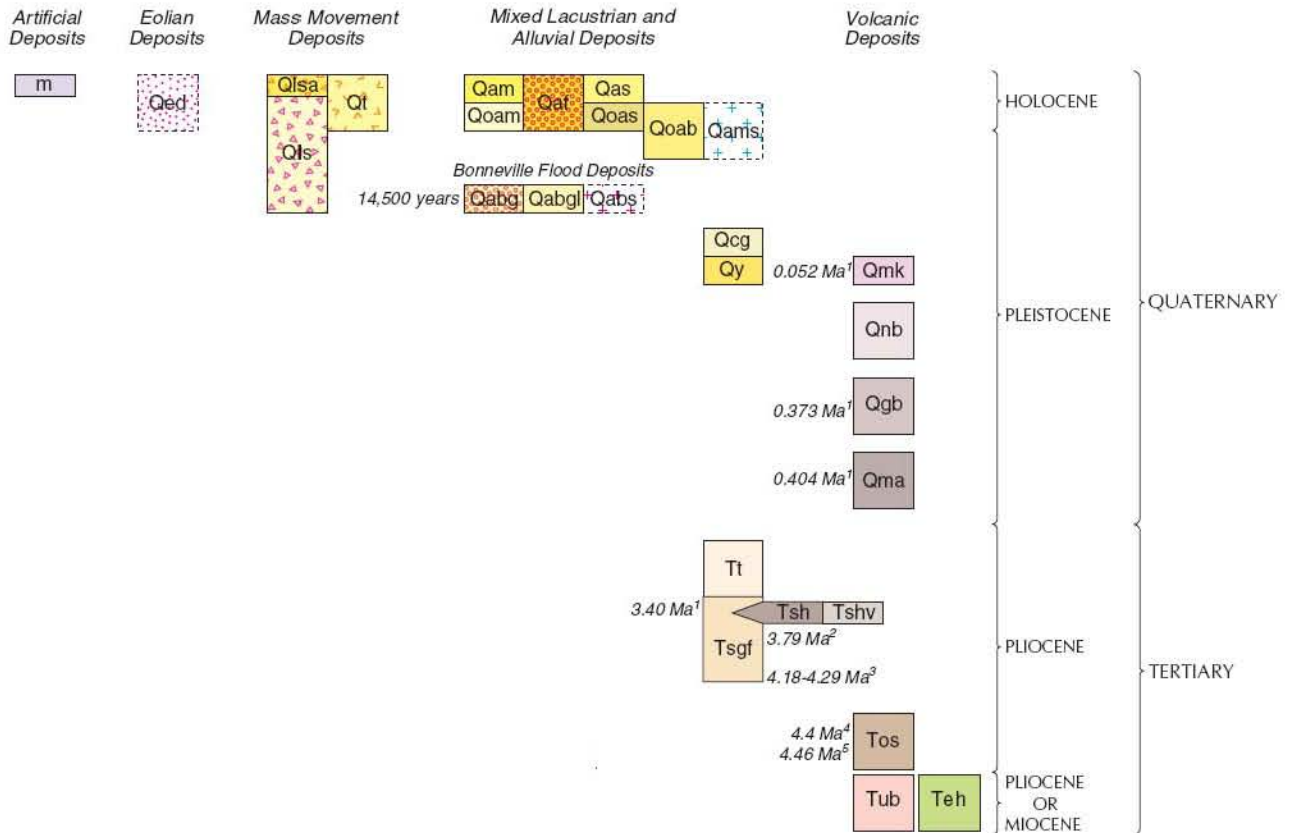 Artificial
Deposits
Eolian
Deposits
Mass Movement
Deposits
Mixed Lacustrian and
Alluvial Deposits
Volcanic
Deposits
m
Qed
Qlsa
Qt
Qls
Qam
Qaf
Qas
Qoam
Qoas
Qoab
Qams
HOLOCENE
Bonneville Flood Deposits
14,500 years
Qabg
Qabgl
Qabs
Qcg
Qy
0.052 Ma¹
Qmk
Qnb
PLEISTOCENE
QUATERNARY
0.373 Ma¹
Qgb
0.404 Ma¹
Qma
Tt
3.40 Ma¹
Tsh
Tshv
3.79 Ma²
Tsgf
4.18-4.29 Ma³
PLIOCENE
TERTIARY
4.4 Ma⁴
4.46 Ma⁵
Tos
Tub
Teh
PLIOCENE
OR
MIOCENE